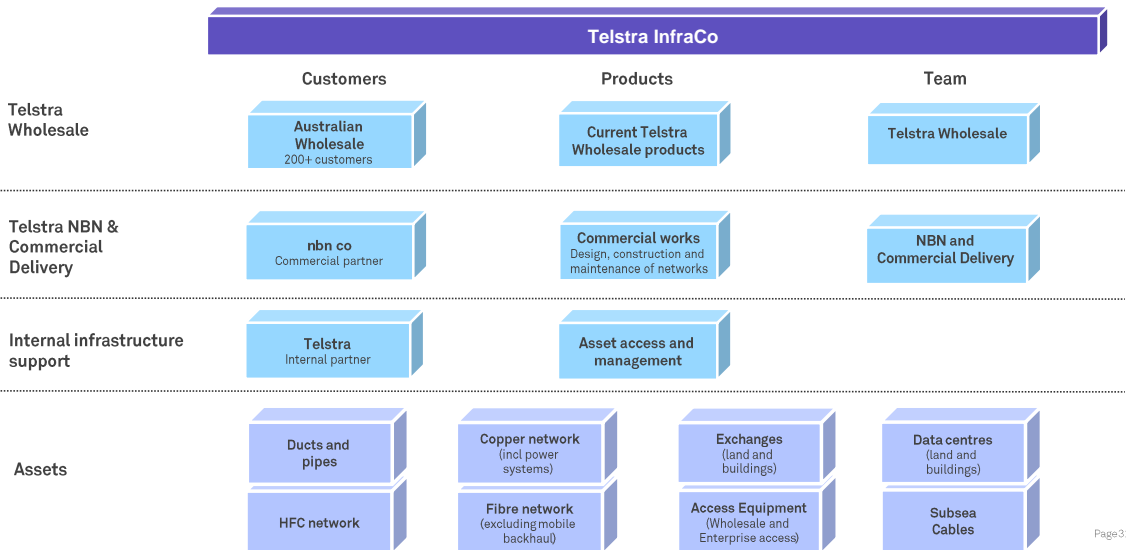 Telstra InfraCo
Customers
Products
Team
Telstra
Wholesale
Australian
Wholesale
200+ customers
Current Telstra
Wholesale products
Telstra Wholesale
Telstra NBN &
Commercial
Delivery
nbn co
Commercial partner
Commercial works
Design, construction and
maintenance of networks
NBN and
Commercial Delivery
Internal infrastructure
support
Telstra
Internal partner
Asset access and
management
Assets
Ducts and
pipes
Copper network
(incl power
systems)
Exchanges
(land and
buildings)
Data centres
(land and
buildings)
HFC network
Fibre network
(excluding mobile
backhaul)
Access Equipment
(Wholesale and
Enterprise access)
Subsea
Cables
Page 3